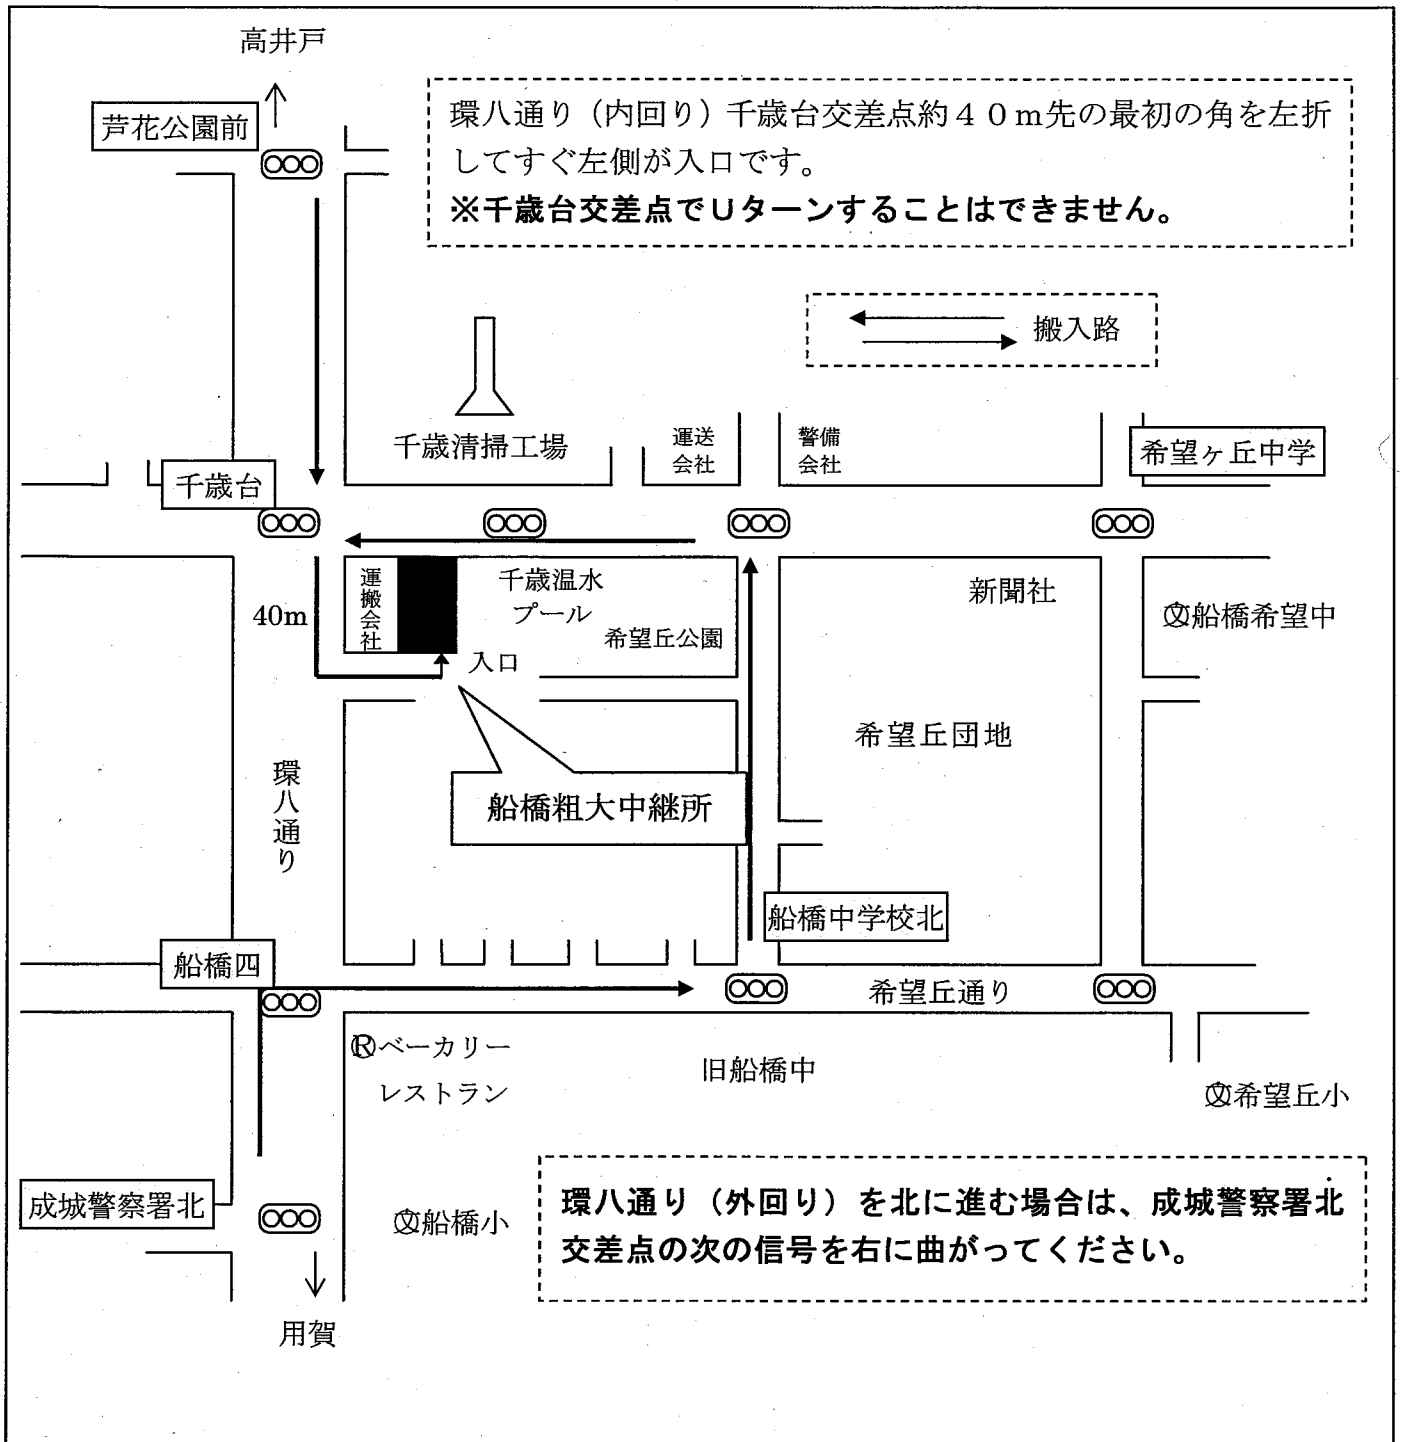 高井戸
芦花公園前
環八通り（内回り）千歳台交差点約４０ｍ先の最初の角を左折
してすぐ左側が入口です。
※千歳台交差点でＵターンすることはできません。
搬入路
千歳清掃工場
運送
会社
警備
会社
希望ヶ丘中学
千歳台
運搬会社
千歳温水
プール
新聞社
40m
希望丘公園
㊛船橋希望中
入口
希望丘団地
環八通り
船橋粗大中継所
船橋中学校北
船橋四
希望丘通り
Ⓡベーカリー
レストラン
旧船橋中
文希望丘小
成城警察署北
文船橋小
環八通り（外回り）を北に進む場合は、成城警察署北
交差点の次の信号を右に曲がってください。
用賀